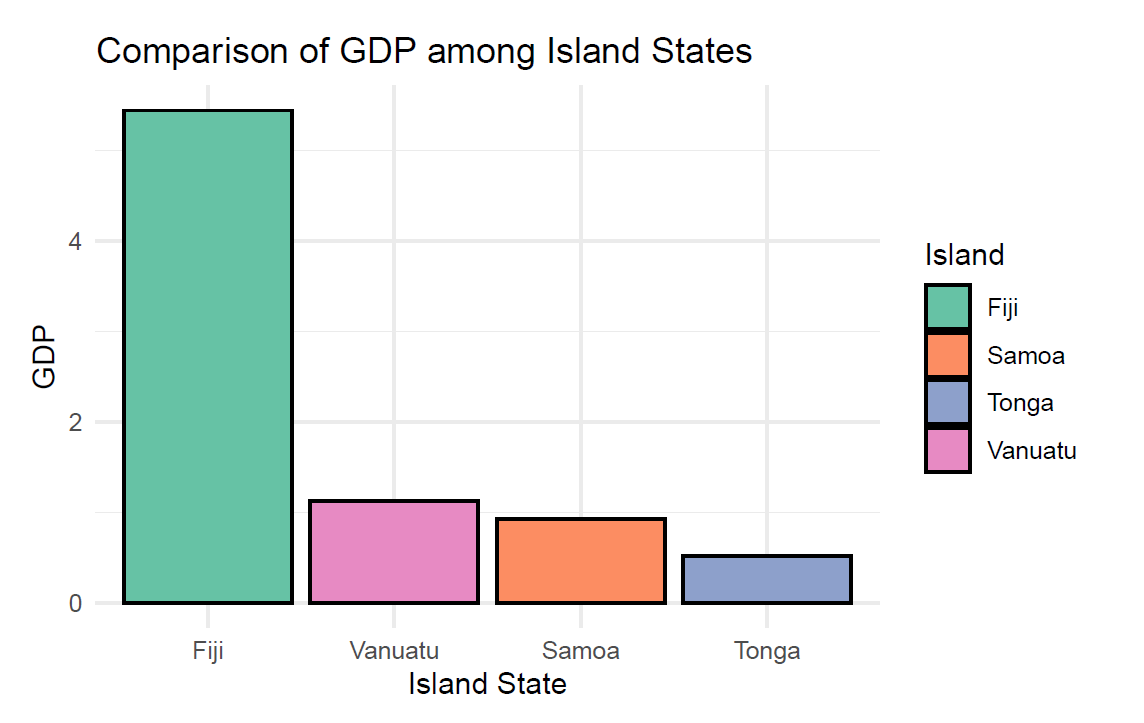 Comparison of GDP among Island States
GDP
4
2
0
Fiji Vanuatu Samoa Tonga
Island State
Island
Fiji
Samoa
Tonga
Vanuatu